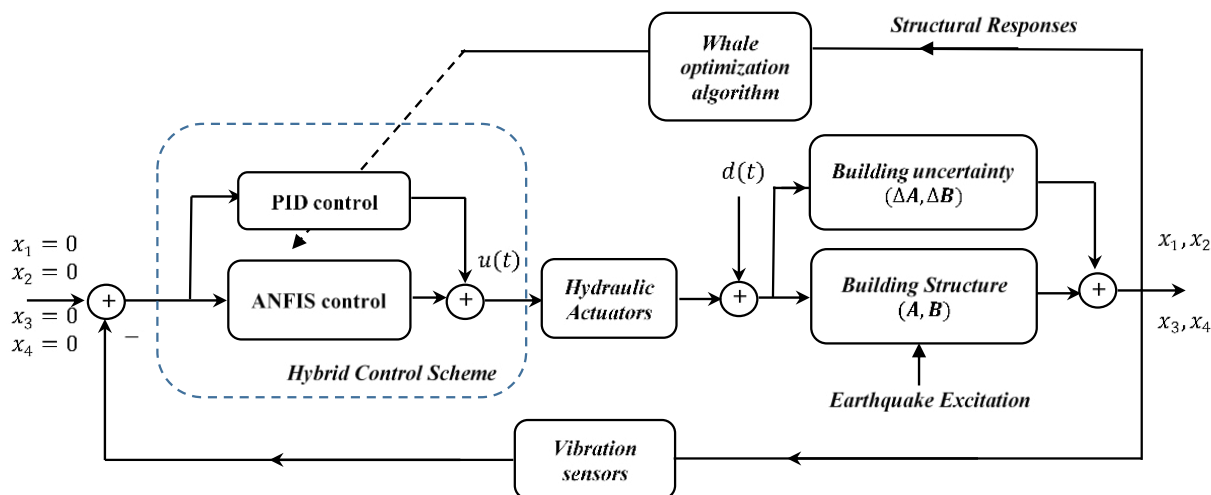 Structural Responses
Whale
optimization
algorithm
PID control
d(t)
Building uncertainty
(Δ𝑨, Δ𝑩)
x₁ = 0
x₂ = 0
x₃ = 0
x₄ = 0
+
−
ANFIS control
u(t)
+
Hydraulic
Actuators
+
Building Structure
(𝑨, 𝑩)
+
x₁, x₂
x₃, x₄
Hybrid Control Scheme
Earthquake Excitation
Vibration
sensors